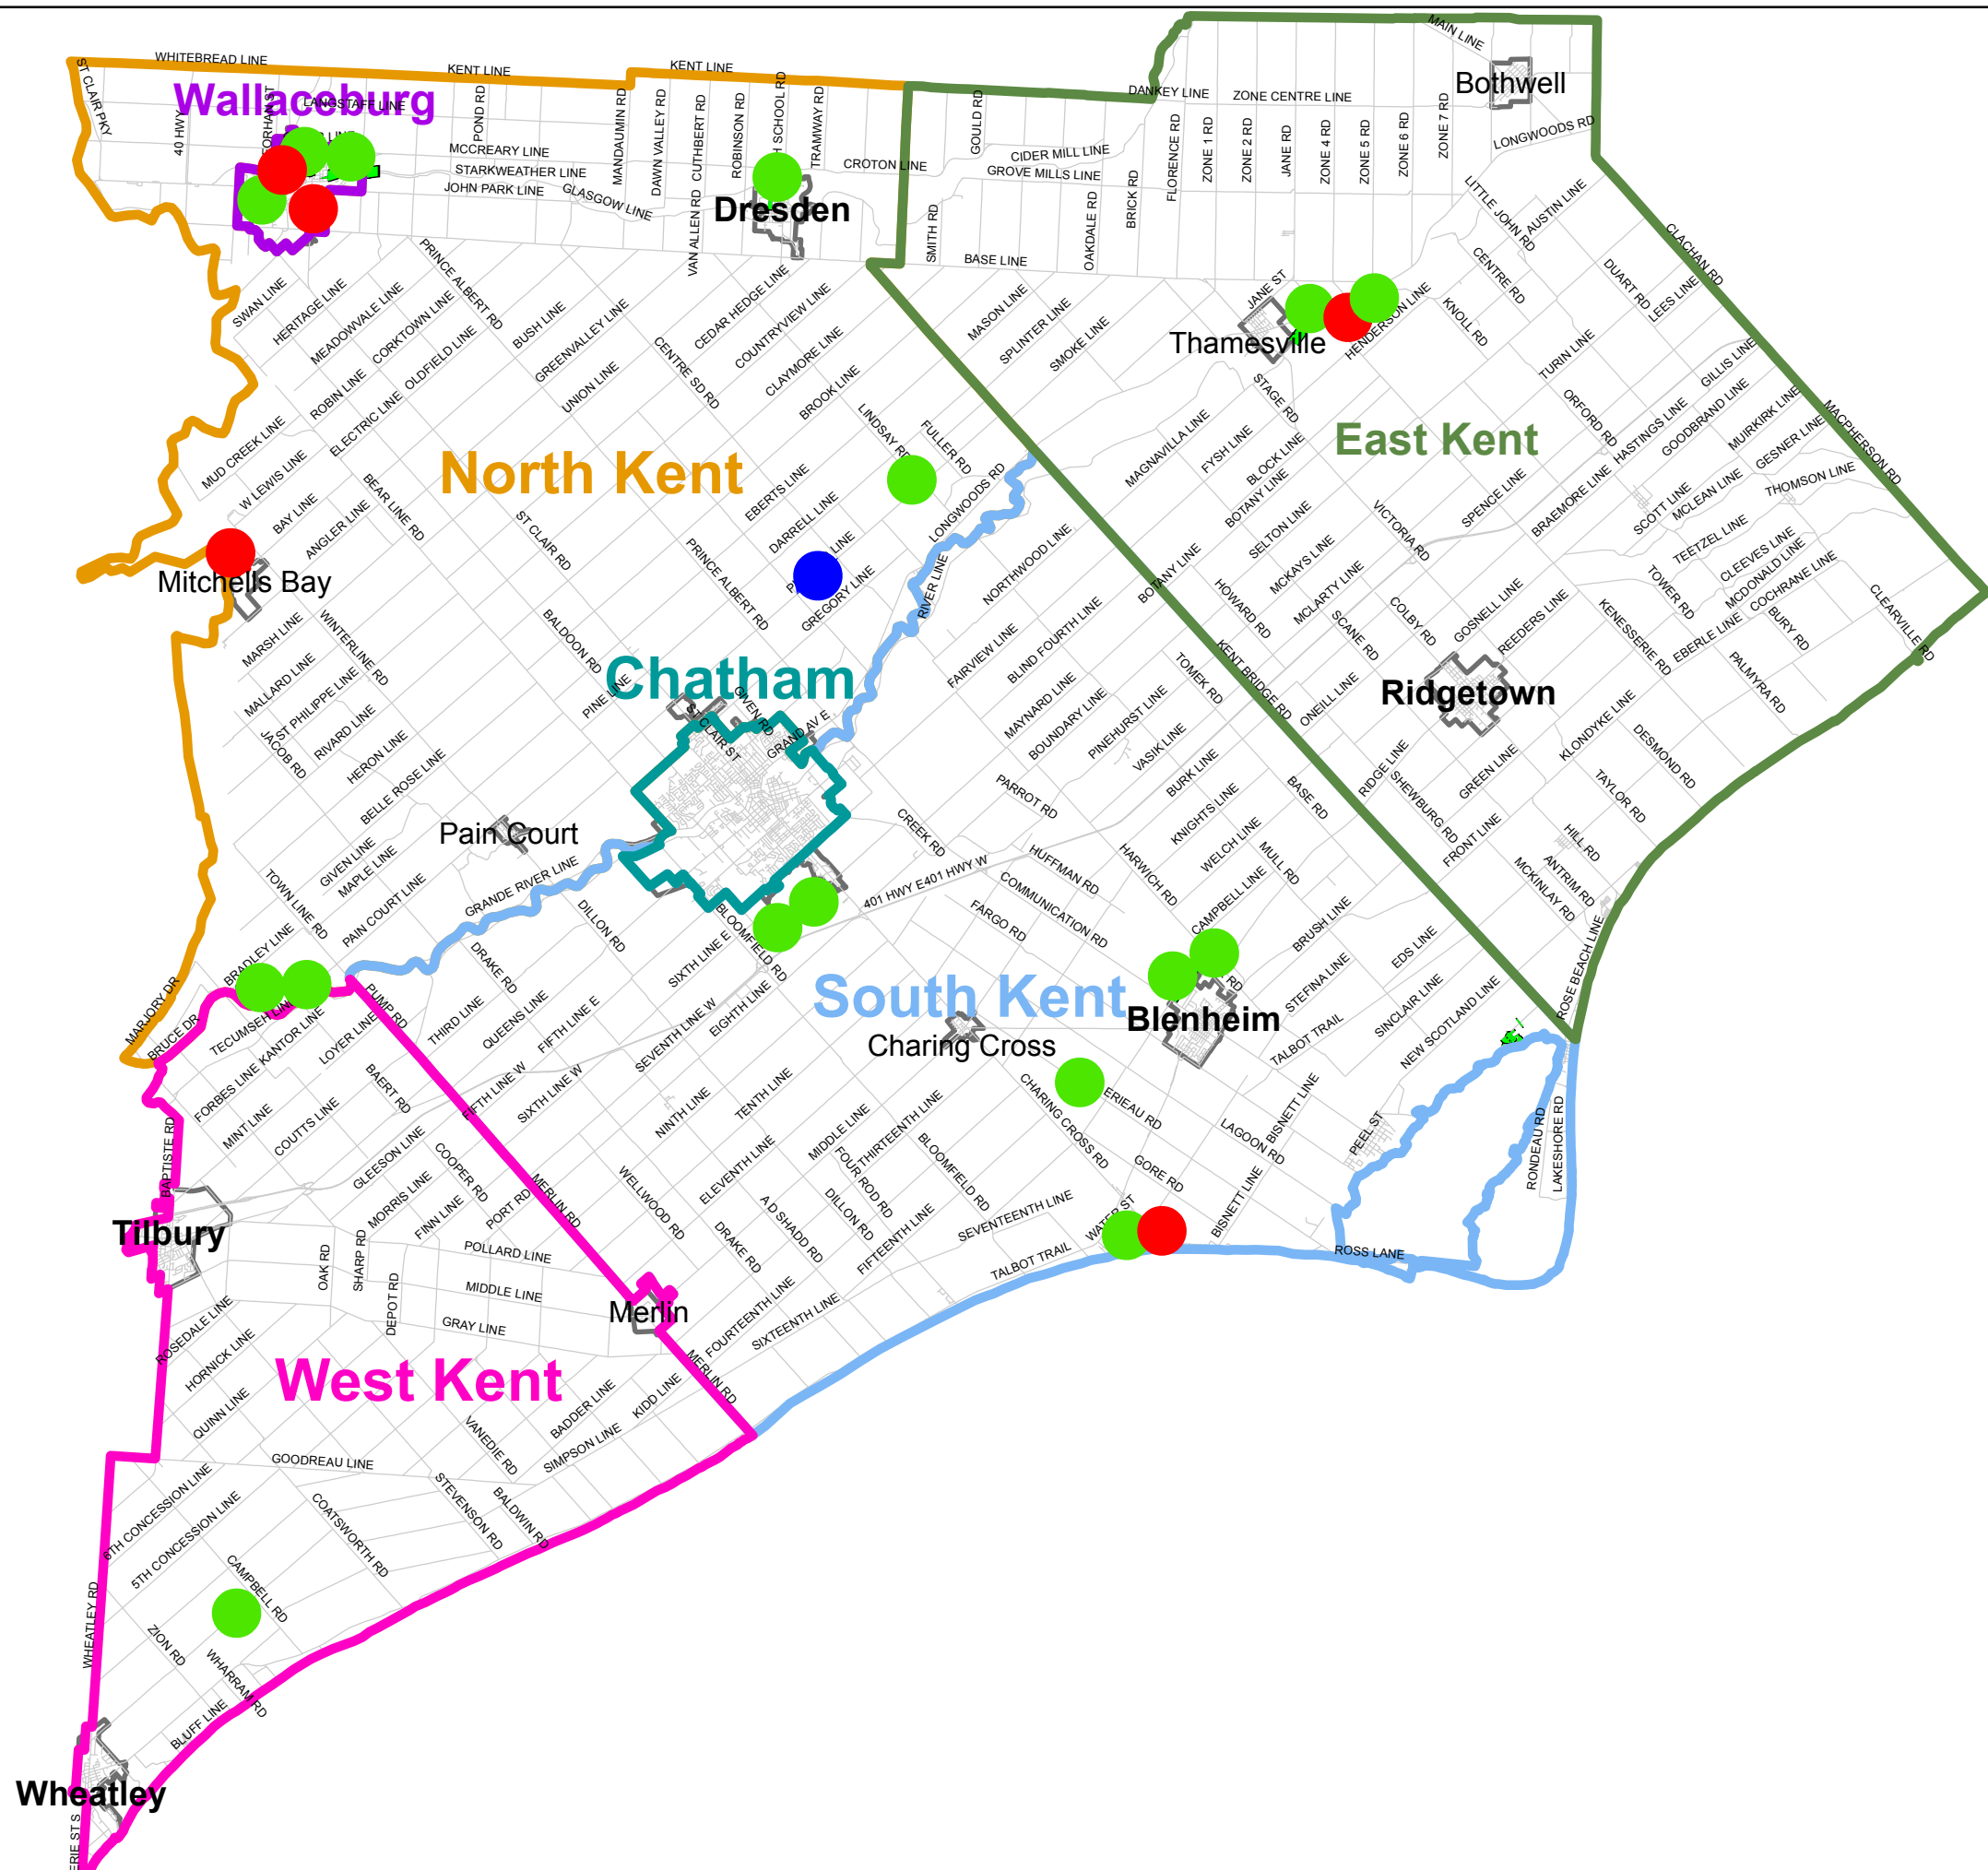 WHITEBREAD LINE
KENT LINE
KENT LINE
ST CLAIR PKY
Wallaceburg
LANGSTAFF LINE
40 HWY
POND RD
MANDAUMIN RD
DAWN VALLEY RD
CUTHBERT RD
ROBINSON RD
SCHOOL RD
TRAMWAY RD
GOULD RD
DANKEY LINE
ZONE CENTRE LINE
MAIN LINE
Bothwell
LONGWOODS RD
MCCREARY LINE
STARKWEATHER LINE
JOHN PARK LINE
GLASGOW LINE
VAN ALLEN RD
Dresden
CROTON LINE
CIDER MILL LINE
GROVE MILLS LINE
SMITH RD
OAKDALE RD
BRICK RD
FLORENCE RD
ZONE 1 RD
ZONE 2 RD
JANE RD
ZONE 4 RD
ZONE 5 RD
ZONE 6 RD
ZONE 7 RD
BASE LINE
LITTLE JOHN RD
AUSTIN LINE
CLACHAN RD
CENTRE RD
DUART RD
LEES LINE
JANE ST
Thamesville
HENDERSON LINE
KNOLL RD
TURIN LINE
GILLIS LINE
SWAN LINE
HERITAGE LINE
MEADOWVALE LINE
CORKTOWN LINE
OLDFIELD LINE
ROBIN LINE
ELECTRIC LINE
PRINCE ALBERT RD
BUSH LINE
GREENVALLEY LINE
UNION LINE
CENTRE SD RD
CEDAR HEDGE LINE
COUNTRYVIEW LINE
CLAYMORE LINE
BROOK LINE
MASON LINE
SPLINTER LINE
SMOKE LINE
LINDSAY RD
FULLER RD
LONGWOODS RD
STAGE RD
East Kent
ORFORD RD
HASTINGS LINE
GOODBRAND LINE
MUIRKIRK LINE
GESNER LINE
MACPHERSON RD
THOMSON LINE
MAGNAVILLA LINE
FYSH LINE
BLOCK LINE
BOTANY LINE
SELTON LINE
MCKAYS LINE
MCLARTY LINE
VICTORIA RD
SPENCE LINE
BRAEMORE LINE
SCOTT LINE
MCLEAN LINE
TEETZEL LINE
CLEEVES LINE
MCDONALD LINE
COCHRANE LINE
North Kent
MUD CREEK LINE
W LEWIS LINE
BAY LINE
ANGLER LINE
BEAR LINE RD
ST CLAIR RD
EBERTS LINE
DARRELL LINE
LINE
GREGORY LINE
PRINCE ALBERT RD
RIVER LINE
NORTHWOOD LINE
BOTANY LINE
HOWARD RD
SCANE RD
COLBY RD
GOSNELL LINE
REEDERS LINE
KENESSERIE RD
TOWER RD
EBERLE LINE
BURY RD
PALMYRA RD
CLEARVILLE RD
Mitchells Bay
MARSH LINE
WINTERLINE RD
MALLARD LINE
ST PHILIPPE LINE
RIVARD LINE
JACOB RD
HERON LINE
BELLE ROSE LINE
BALDOON RD
PINE LINE
Chatham
GIVEN RD
ST CLAIR ST
GRAND AV E
FAIRVIEW LINE
BLIND FOURTH LINE
MAYNARD LINE
BOUNDARY LINE
PINEHURST LINE
VASIK LINE
BURK LINE
TOMEK RD
KENT BRIDGE RD
ONEILL LINE
Ridgetown
KLONDYKE LINE
DESMOND RD
TAYLOR RD
RIDGE LINE
SHEWBURG RD
GREEN LINE
FRONT LINE
HILL RD
ANTRIM RD
MCKINLAY RD
BASE RD
Pain Court
GIVEN LINE
MAPLE LINE
TOWN LINE RD
PAIN COURT LINE
GRANDE RIVER LINE
DILLON RD
DRAKE RD
BLOOMFIELD RD
CREEK RD
PARROT RD
401 HWY E
401 HWY W
HUFFMAN RD
COMMUNICATION RD
FARGO RD
HARWICH RD
KNIGHTS LINE
WELCH LINE
MULL RD
CAMPBELL LINE
BRUSH LINE
EDS LINE
STEFINA LINE
SINCLAIR LINE
NEW SCOTLAND LINE
TALBOT TRAIL
ROSE BEACH LINE
South Kent
Blenheim
Charing Cross
BRADLEY LINE
MARJORY DR
BRUCE DR
TECUMSEH LINE
KANTOR LINE
FORBES LINE
LOYER LINE
MINT LINE
COUTTS LINE
PUMP RD
THIRD LINE
QUEENS LINE
FIFTH LINE E
SIXTH LINE E
SEVENTH LINE W
EIGHTH LINE
FIFTH LINE W
SIXTH LINE W
NINTH LINE
TENTH LINE
ELEVENTH LINE
MIDDLE LINE
THIRTEENTH LINE
FOUR ROD RD
BLOOMFIELD RD
CHARING CROSS RD
ERIEAU RD
LAGOON RD
BISNETT LINE
PEEL ST
GORE RD
BISNETT LINE
RONDEAU RD
LAKESHORE RD
BAPTISTE RD
BAERT RD
GLEESON LINE
COOPER RD
MORRIS LINE
FINN LINE
PORT RD
MERLIN RD
WELLWOOD RD
A D SHADD RD
DILLON RD
DRAKE RD
FIFTEENTH LINE
SEVENTEENTH LINE
WATER ST
TALBOT TRAIL
ROSS LANE
Tilbury
OAK RD
SHARP RD
DEPOT RD
POLLARD LINE
MIDDLE LINE
GRAY LINE
Merlin
FOURTEENTH LINE
SIXTEENTH LINE
MERLIN RD
ROSEDALE LINE
HORNICK LINE
QUINN LINE
West Kent
BADDER LINE
KIDD LINE
SIMPSON LINE
VANEDIE RD
GOODREAU LINE
STEVENSON RD
BALDWIN RD
COATSWORTH RD
6TH CONCESSION LINE
5TH CONCESSION LINE
CAMPBELL RD
WHEATLEY RD
ZION RD
WHARRAM RD
BLUFF LINE
Wheatley
ERIE ST S